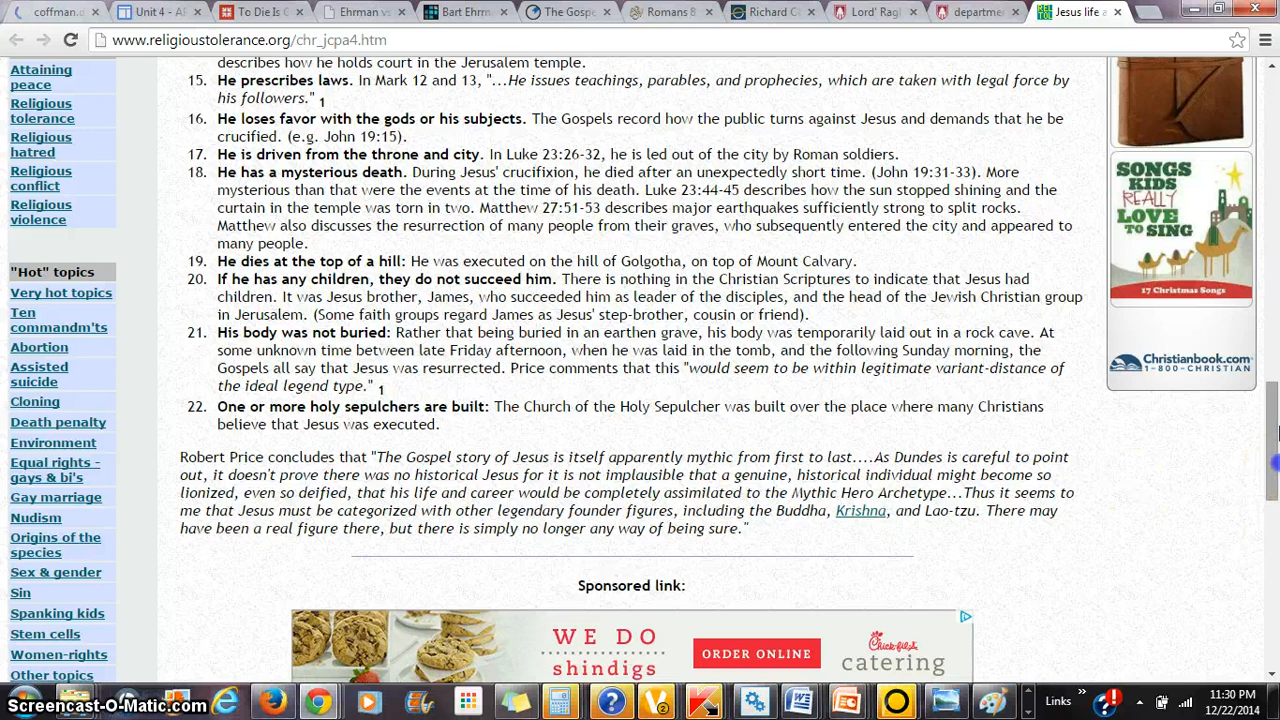 coffman.d
Unit 4 - AP
To Die Is G
Ehrman vs
Bart Ehrm
The Gosp
Romans 8
Richard C
Lord' Ragl
departme
Jesus life a
www.religioustolerance.org/chr_jcpa4.htm
Attaining
peace
Religious
tolerance
Religious
hatred
Religious
conflict
Religious
violence
"Hot" topics
Very hot topics
Ten
commandm'ts
Abortion
Assisted
suicide
Cloning
Death penalty
Environment
Equal rights -
gays & bi's
Gay marriage
Nudism
Origins of the
species
Sex & gender
Sin
Spanking kids
Stem cells
Women-rights
Other topics
describes how he holds court in the Jerusalem temple.
15. He prescribes laws. In Mark 12 and 13, "...He issues teachings, parables, and prophecies, which are taken with legal force by
his followers." 1
16. He loses favor with the gods or his subjects. The Gospels record how the public turns against Jesus and demands that he be
crucified. (e.g. John 19:15).
17. He is driven from the throne and city. In Luke 23:26-32, he is led out of the city by Roman soldiers.
18. He has a mysterious death. During Jesus' crucifixion, he died after an unexpectedly short time. (John 19:31-33). More
mysterious than that were the events at the time of his death. Luke 23:44-45 describes how the sun stopped shining and the
curtain in the temple was torn in two. Matthew 27:51-53 describes major earthquakes sufficiently strong to split rocks.
Matthew also discusses the resurrection of many people from their graves, who subsequently entered the city and appeared to
many people.
19. He dies at the top of a hill: He was executed on the hill of Golgotha, on top of Mount Calvary.
20. If he has any children, they do not succeed him. There is nothing in the Christian Scriptures to indicate that Jesus had
children. It was Jesus brother, James, who succeeded him as leader of the disciples, and the head of the Jewish Christian group
in Jerusalem. (Some faith groups regard James as Jesus' step-brother, cousin or friend).
21. His body was not buried: Rather that being buried in an earthen grave, his body was temporarily laid out in a rock cave. At
some unknown time between late Friday afternoon, when he was laid in the tomb, and the following Sunday morning, the
Gospels all say that Jesus was resurrected. Price comments that this "would seem to be within legitimate variant-distance of
the ideal legend type." 1
22. One or more holy sepulchers are built: The Church of the Holy Sepulcher was built over the place where many Christians
believe that Jesus was executed.
Robert Price concludes that "The Gospel story of Jesus is itself apparently mythic from first to last....As Dundes is careful to point
out, it doesn't prove there was no historical Jesus for it is not implausible that a genuine, historical individual might become so
lionized, even so deified, that his life and career would be completely assimilated to the Mythic Hero Archetype...Thus it seems to
me that Jesus must be categorized with other legendary founder figures, including the Buddha, Krishna, and Lao-tzu. There may
have been a real figure there, but there is simply no longer any way of being sure."
Sponsored link:
WE DO
shindigs
ORDER ONLINE
Chick-fil-A
catering
SONGS
KIDS
REALLY
LOVE
TO SING
17 Christmas Songs
Christianbook.com
1-800-CHRISTIAN
Screencast-O-Matic.com
Links
11:30 PM
12/22/2014